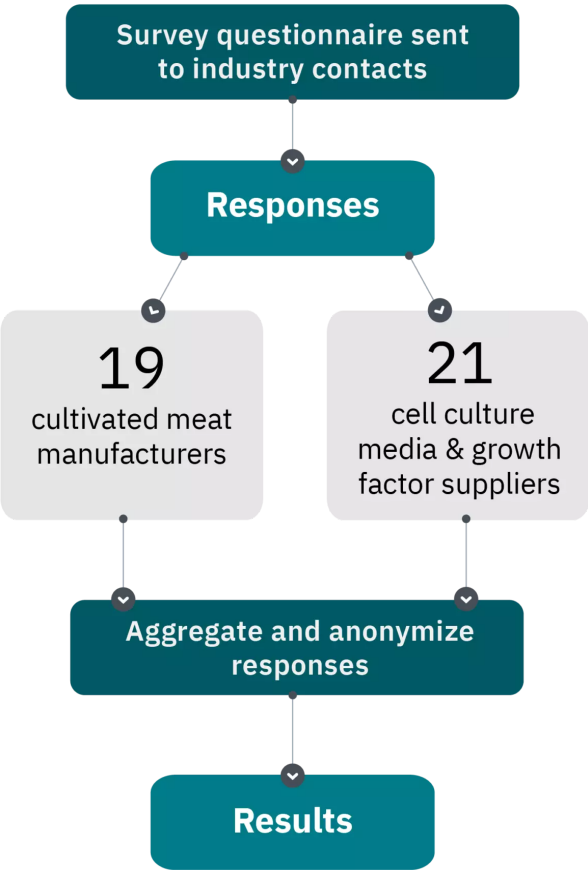 Survey questionnaire sent
to industry contacts
Responses
19
cultivated meat
manufacturers
21
cell culture
media & growth
factor suppliers
Aggregate and anonymize
responses
Results